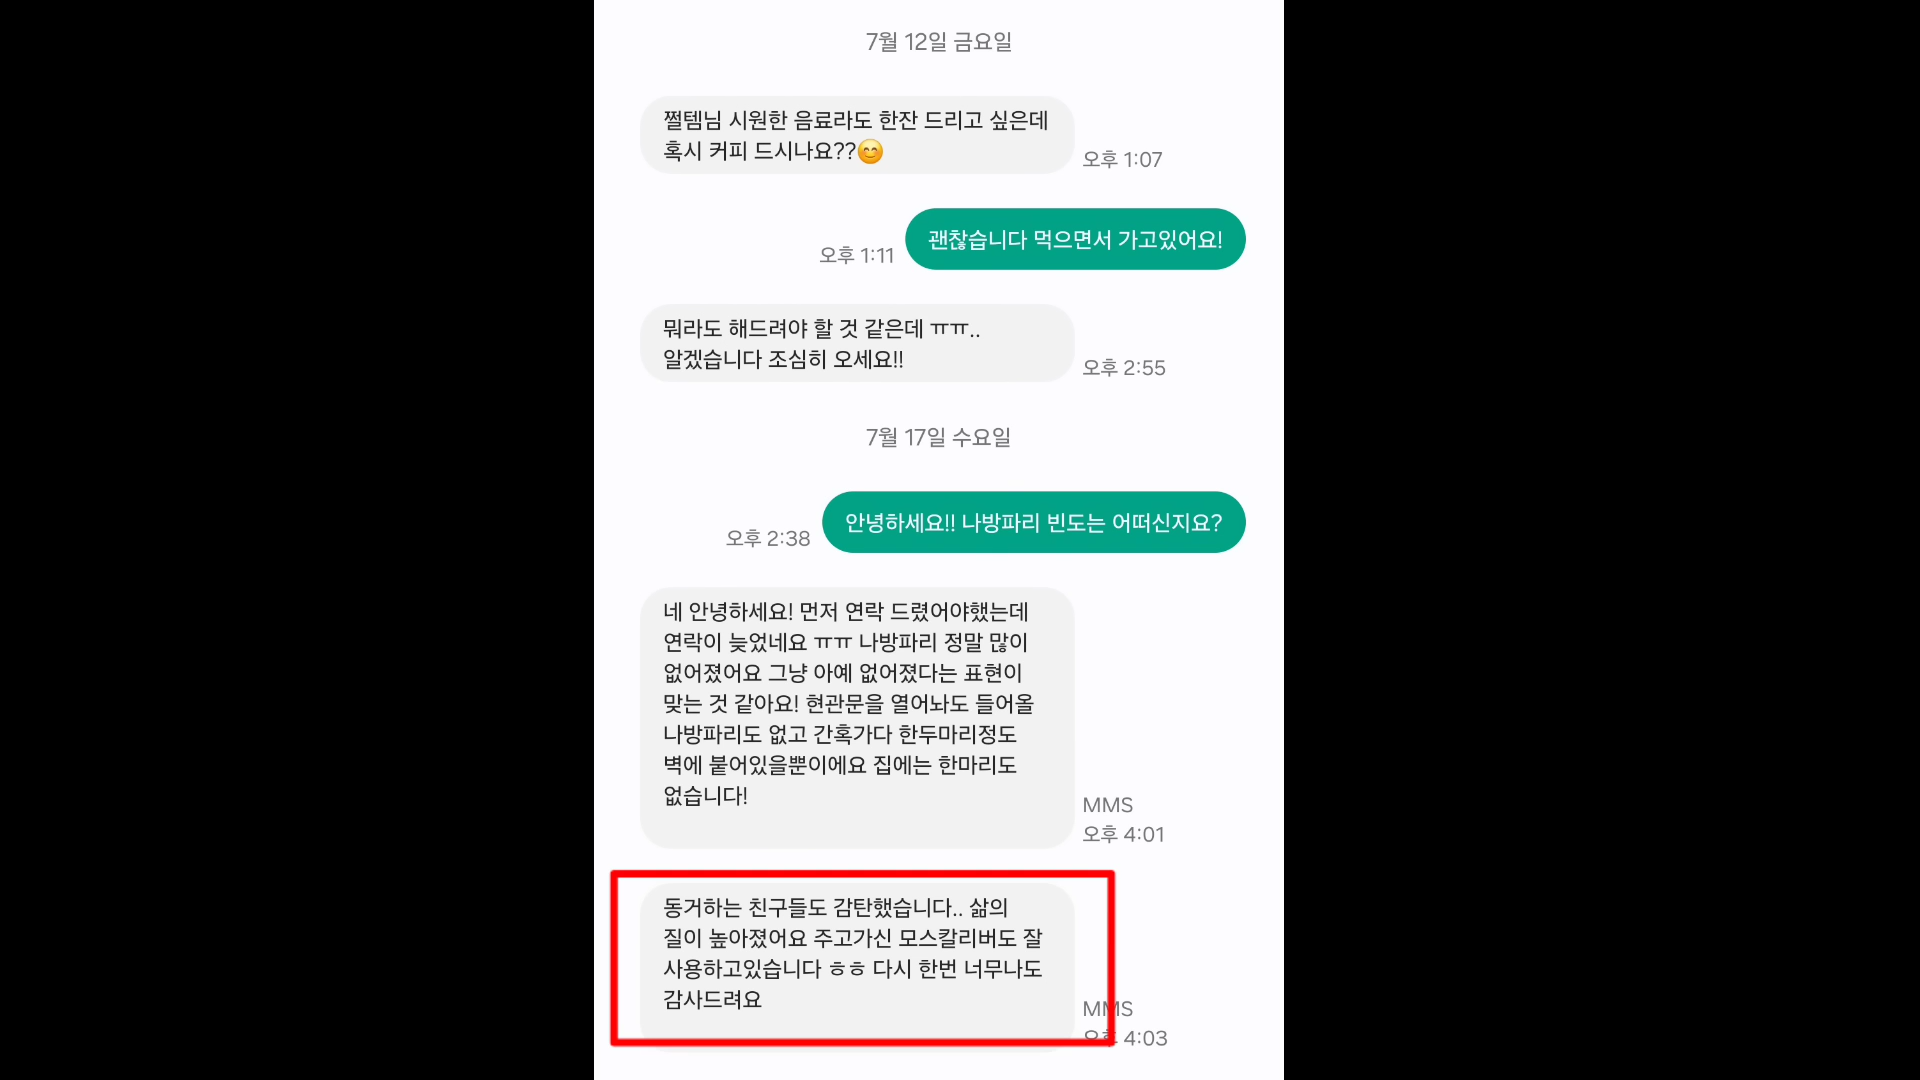 7월 12일 금요일
쩔템님 시원한 음료라도 한잔 드리고 싶은데
혹시 커피 드시나요??😊
오후 1:07
괜찮습니다 먹으면서 가고있어요!
오후 1:11
뭐라도 해드려야 할 것 같은데 ㅠㅠ..
알겠습니다 조심히 오세요!!
오후 2:55
7월 17일 수요일
안녕하세요!! 나방파리 빈도는 어떠신지요?
오후 2:38
네 안녕하세요! 먼저 연락 드렸어야했는데
연락이 늦었네요 ㅠㅠ 나방파리 정말 많이
없어졌어요 그냥 아예 없어졌다는 표현이
맞는 것 같아요! 현관문을 열어놔도 들어올
나방파리도 없고 간혹가다 한두마리정도
벽에 붙어있을뿐이에요 집에는 한마리도
없습니다!
MMS
오후 4:01
동거하는 친구들도 감탄했습니다.. 삶의
질이 높아졌어요 주고가신 모스칼리버도 잘
사용하고있습니다 ㅎㅎ 다시 한번 너무나도
감사드려요
MMS
오후 4:03